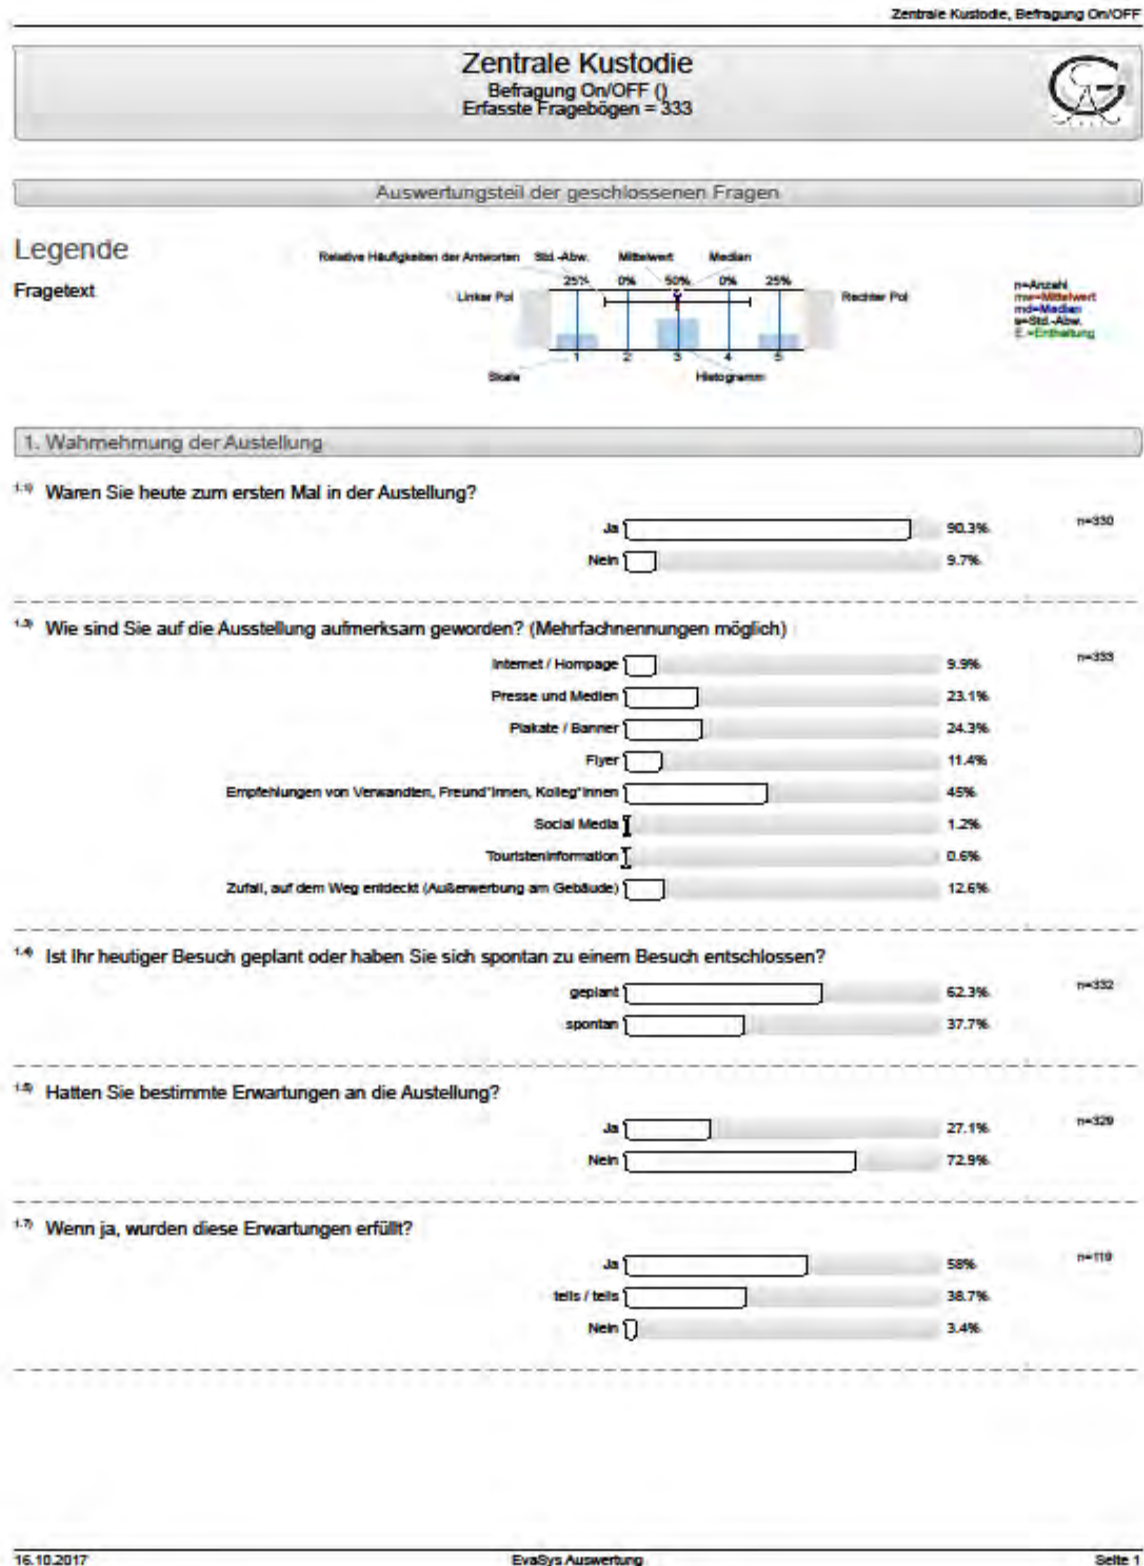 Zentrale Kustodie, Befragung On/OFF
Zentrale Kustodie
Befragung On/OFF ()
Erfasste Fragebögen = 333
Auswertungsteil der geschlossenen Fragen
Legende
Relative Häufigkeiten der Antworten Std.-Abw. Mittelwert Median
Fragetext
Linker Pol
25% 0% 50% 0% 25%
Rechter Pol
n=Anzahl
mw=Mittelwert
md=Median
s=Std.-Abw.
E.=Enthaltung
1 2 3 4 5
Skala Histogramm
1. Wahrnehmung der Austellung
1.1) Waren Sie heute zum ersten Mal in der Austellung?
Ja 90.3% n=330
Nein 9.7%
1.3) Wie sind Sie auf die Ausstellung aufmerksam geworden? (Mehrfachnennungen möglich)
Internet / Hompage 9.9% n=333
Presse und Medien 23.1%
Plakate / Banner 24.3%
Flyer 11.4%
Empfehlungen von Verwandten, Freund*innen, Kolleg*innen 45%
Social Media 1.2%
Touristeninformation 0.6%
Zufall, auf dem Weg entdeckt (Außenwerbung am Gebäude) 12.6%
1.4) Ist Ihr heutiger Besuch geplant oder haben Sie sich spontan zu einem Besuch entschlossen?
geplant 62.3% n=332
spontan 37.7%
1.5) Hatten Sie bestimmte Erwartungen an die Austellung?
Ja 27.1% n=329
Nein 72.9%
1.7) Wenn ja, wurden diese Erwartungen erfüllt?
Ja 58% n=119
teils / teils 38.7%
Nein 3.4%
16.10.2017 EvaSys Auswertung Seite 1